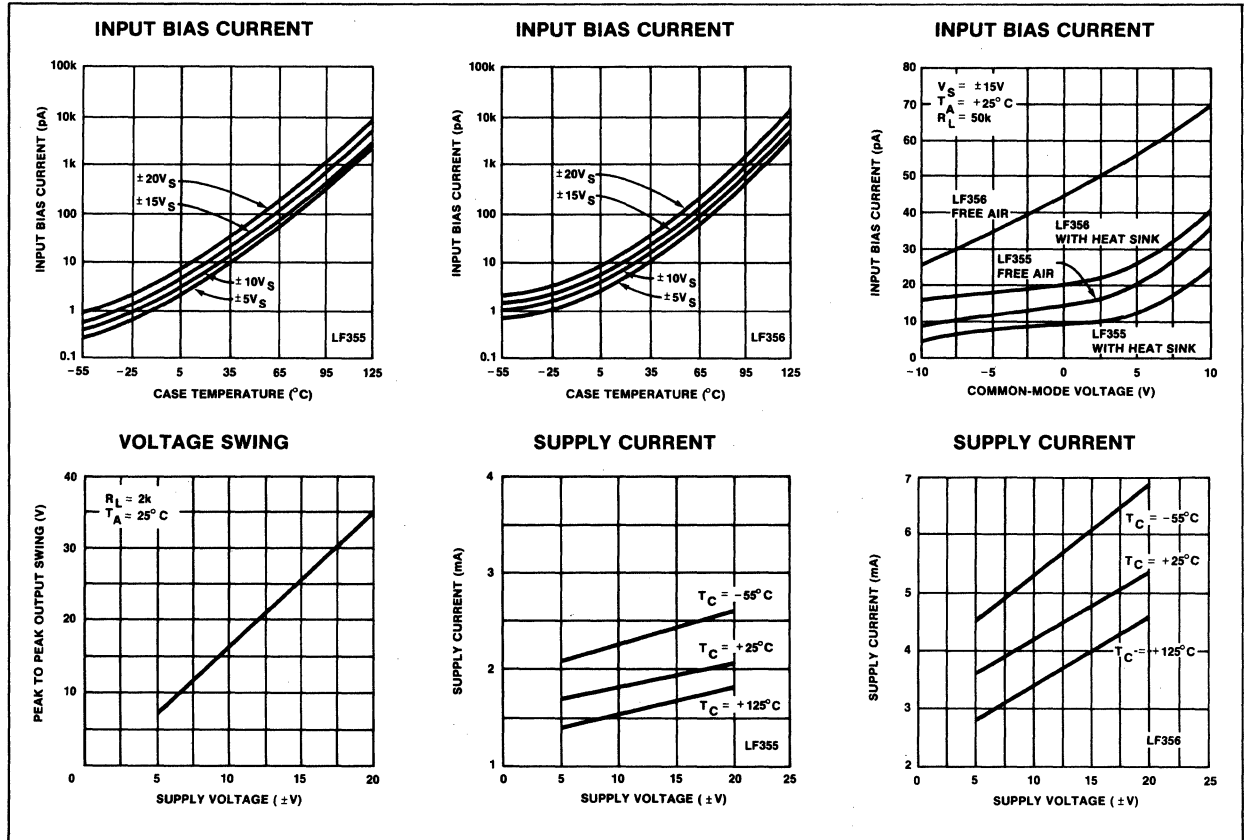 INPUT BIAS CURRENT
100k
10k
1k
100
10
1
0.1
INPUT BIAS CURRENT (pA)
±20VS
±15VS
±10VS
±5VS
LF355
-55
-25
5
35
65
95
125
CASE TEMPERATURE (°C)
INPUT BIAS CURRENT
100k
10k
1k
100
10
1
0.1
INPUT BIAS CURRENT (pA)
±20VS
±15VS
±10VS
±5VS
LF356
-55
-25
5
35
65
95
125
CASE TEMPERATURE (°C)
INPUT BIAS CURRENT
80
70
60
50
40
30
20
10
0
INPUT BIAS CURRENT (pA)
VS = ±15V
TA = +25°C
RL = 50k
LF356
FREE AIR
LF356
WITH HEAT SINK
LF355
FREE AIR
LF355
WITH HEAT SINK
-10
-5
0
5
10
COMMON-MODE VOLTAGE (V)
VOLTAGE SWING
40
30
20
10
PEAK TO PEAK OUTPUT SWING (V)
RL = 2k
TA = 25°C
0
5
10
15
20
SUPPLY VOLTAGE (±V)
SUPPLY CURRENT
4
3
2
1
SUPPLY CURRENT (mA)
TC = -55°C
TC = +25°C
TC = +125°C
LF355
0
5
10
15
20
25
SUPPLY VOLTAGE (±V)
SUPPLY CURRENT
7
6
5
4
3
2
SUPPLY CURRENT (mA)
TC = -55°C
TC = +25°C
TC = +125°C
LF356
0
5
10
15
20
25
SUPPLY VOLTAGE (±V)